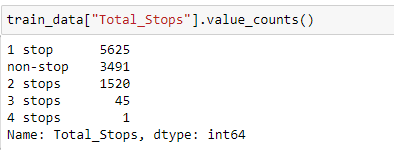 train_data["Total_Stops"].value_counts()
1 stop      5625
non-stop    3491
2 stops     1520
3 stops       45
4 stops        1
Name: Total_Stops, dtype: int64